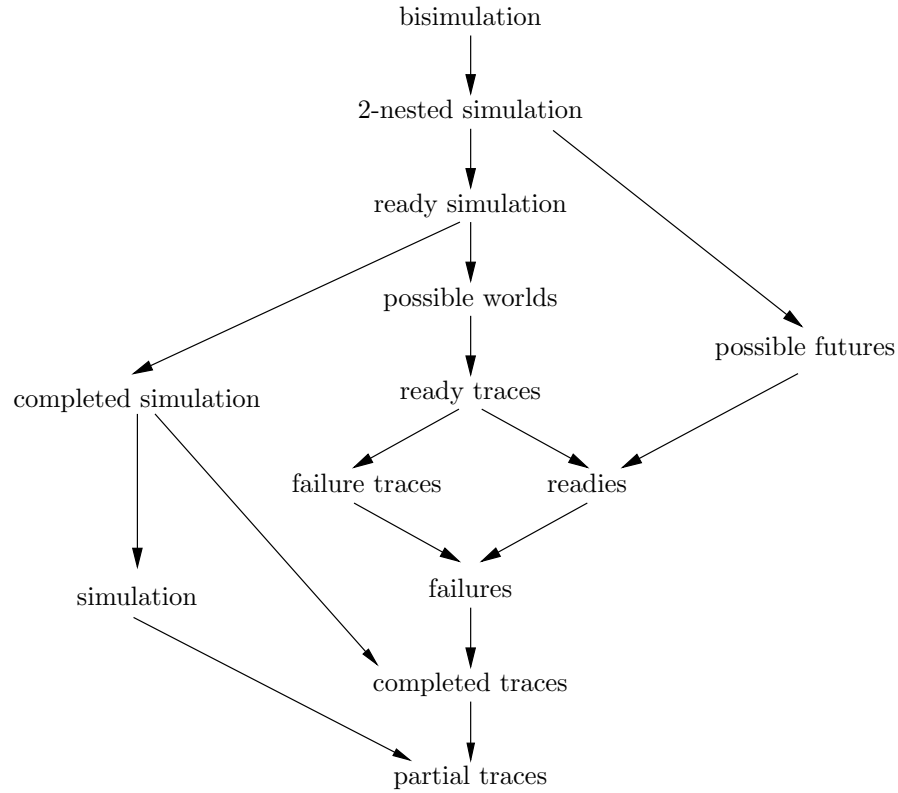 bisimulation
2-nested simulation
ready simulation
possible worlds
possible futures
ready traces
completed simulation
failure traces
readies
failures
simulation
completed traces
partial traces